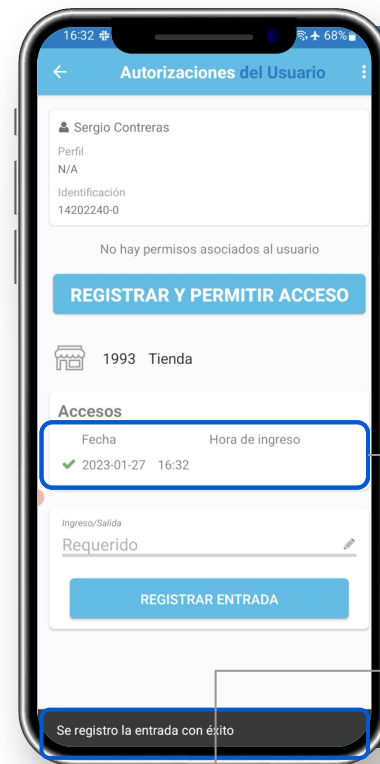 16:32 68%
Autorizaciones del Usuario
Sergio Contreras
Perfil
N/A
Identificación
14202240-0
No hay permisos asociados al usuario
REGISTRAR Y PERMITIR ACCESO
1993 Tienda
Accesos
Fecha Hora de ingreso
2023-01-27 16:32
Ingreso/Salida
Requerido
REGISTRAR ENTRADA
Se registro la entrada con éxito